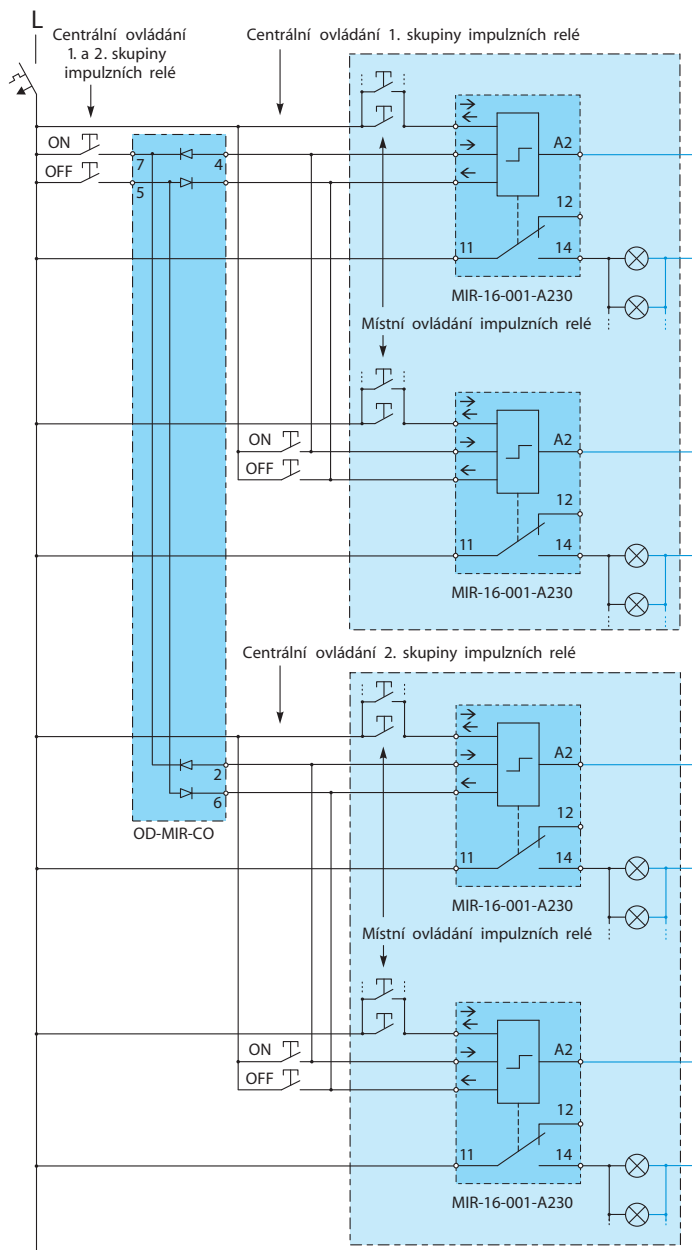 L
Centrální ovládání
1. a 2. skupiny
impulzních relé
Centrální ovládání 1. skupiny impulzních relé
ON
OFF
7
4
5
A2
12
11
14
MIR-16-001-A230
Místní ovládání impulzních relé
ON
OFF
A2
12
11
14
MIR-16-001-A230
Centrální ovládání 2. skupiny impulzních relé
2
6
OD-MIR-CO
A2
12
11
14
MIR-16-001-A230
Místní ovládání impulzních relé
ON
OFF
A2
12
11
14
MIR-16-001-A230